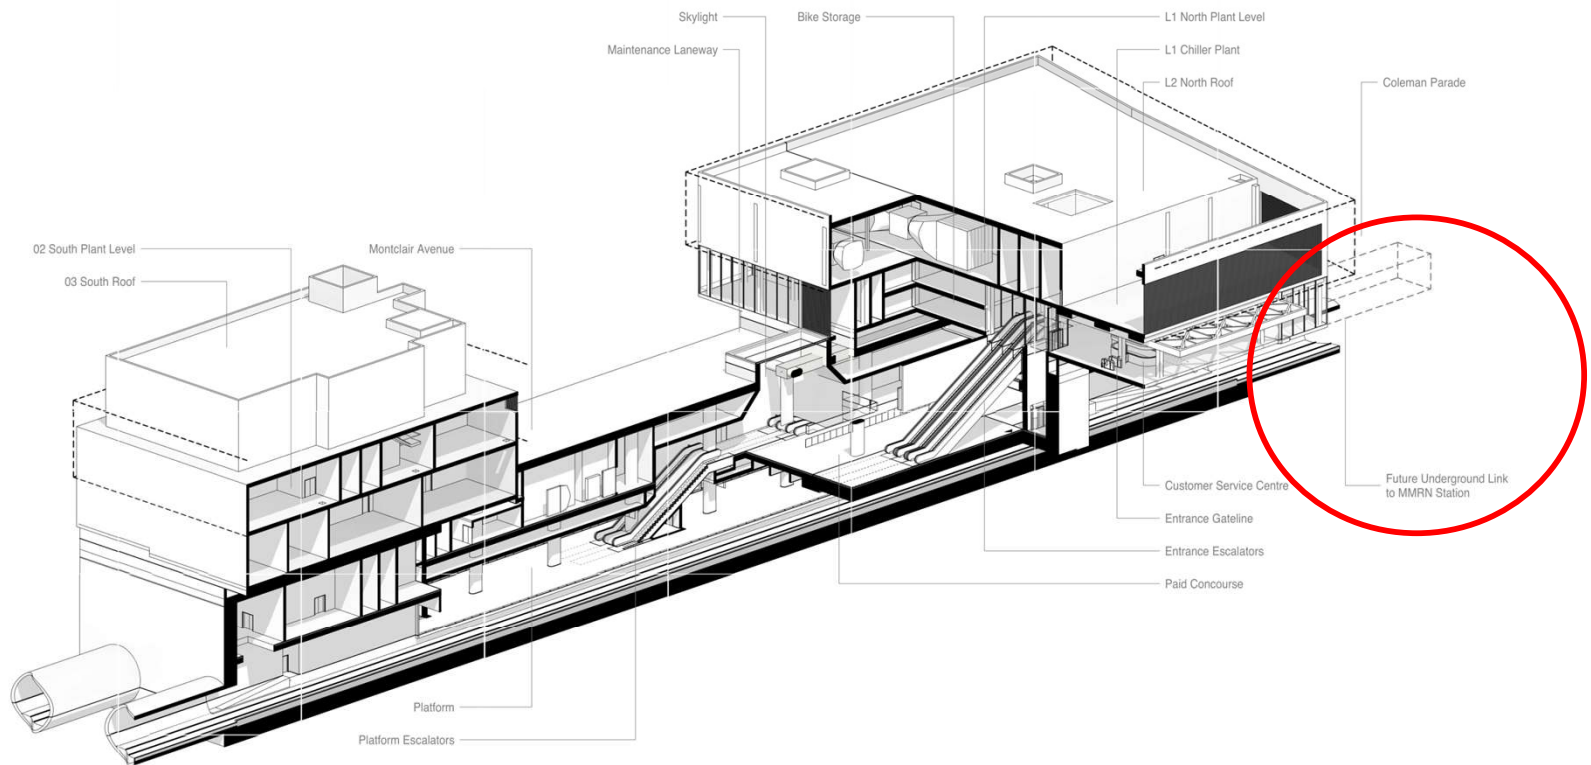 Skylight
Bike Storage
L1 North Plant Level
Maintenance Laneway
L1 Chiller Plant
L2 North Roof
Coleman Parade
02 South Plant Level
Montclair Avenue
03 South Roof
Customer Service Centre
Future Underground Link
to MMRN Station
Entrance Gateline
Entrance Escalators
Paid Concourse
Platform
Platform Escalators